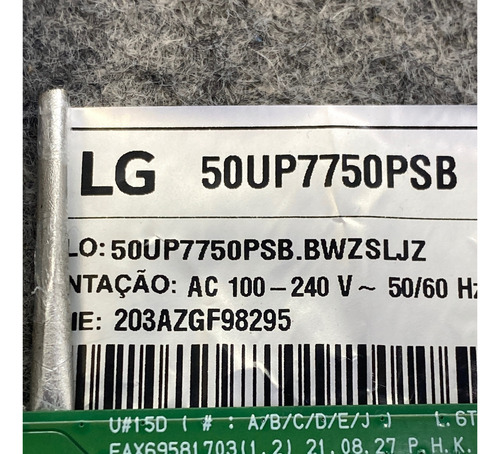 LG 50UP7750PSB
LO: 50UP7750PSB.BWZSLJZ
NTAÇÃO: AC 100-240 V~ 50/60 Hz
IE: 203AZGF98295
U#15D ( # : A/B/C/D/E/J ) L.6T
EAX69581703(1.2) 21.08.27 P.H.K.